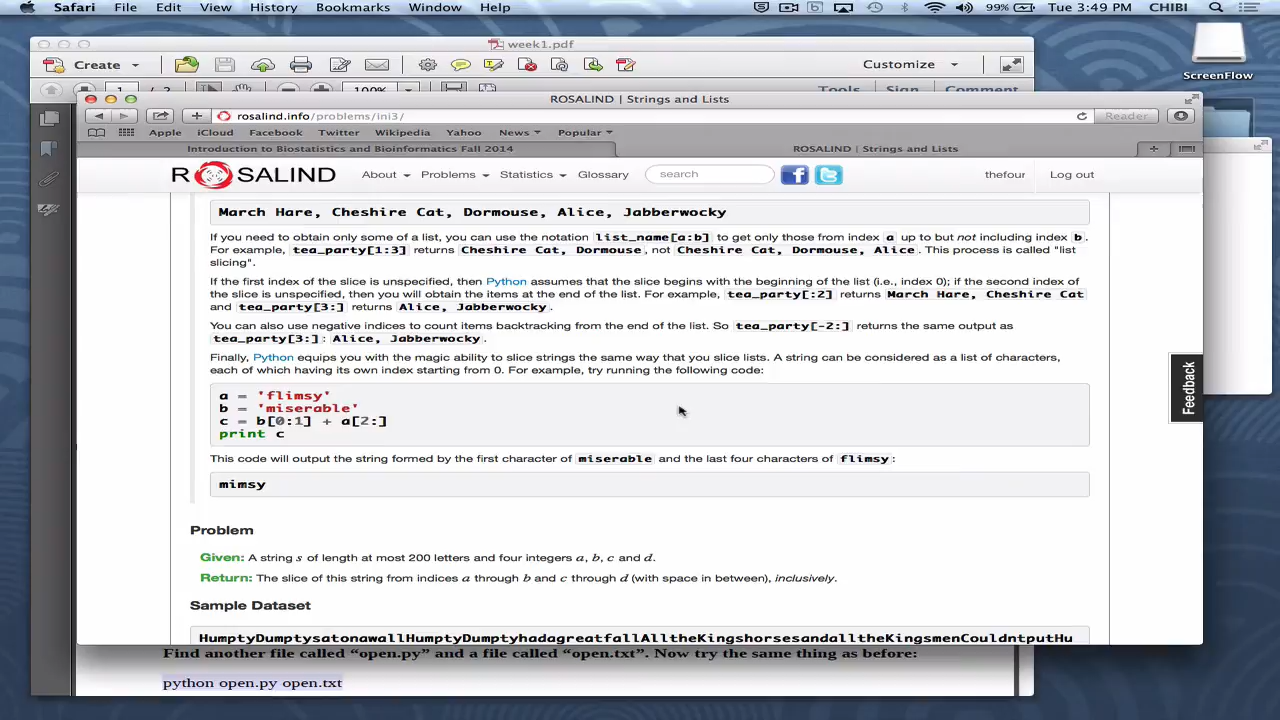 Safari File Edit View History Bookmarks Window Help 99% Tue 3:49 PM CHIBI
week1.pdf
Create Customize
1 / 2 100% Tools Sign Comment
ScreenFlow
ROSALIND | Strings and Lists
rosalind.info/problems/ini3/ Reader
Apple iCloud Facebook Twitter Wikipedia Yahoo News Popular
Introduction to Biostatistics and Bioinformatics Fall 2014 ROSALIND | Strings and Lists
ROSALIND About Problems Statistics Glossary search thefour Log out
March Hare, Cheshire Cat, Dormouse, Alice, Jabberwocky
If you need to obtain only some of a list, you can use the notation list_name[a:b] to get only those from index a up to but not including index b.
For example, tea_party[1:3] returns Cheshire Cat, Dormouse, not Cheshire Cat, Dormouse, Alice. This process is called "list
slicing".
If the first index of the slice is unspecified, then Python assumes that the slice begins with the beginning of the list (i.e., index 0); if the second index of
the slice is unspecified, then you will obtain the items at the end of the list. For example, tea_party[:2] returns March Hare, Cheshire Cat
and tea_party[3:] returns Alice, Jabberwocky.
You can also use negative indices to count items backtracking from the end of the list. So tea_party[-2:] returns the same output as
tea_party[3:]: Alice, Jabberwocky.
Finally, Python equips you with the magic ability to slice strings the same way that you slice lists. A string can be considered as a list of characters,
each of which having its own index starting from 0. For example, try running the following code:
a = 'flimsy'
b = 'miserable'
c = b[0:1] + a[2:]
print c
This code will output the string formed by the first character of miserable and the last four characters of flimsy:
mimsy
Feedback
Problem
Given: A string s of length at most 200 letters and four integers a, b, c and d.
Return: The slice of this string from indices a through b and c through d (with space in between), inclusively.
Sample Dataset
HumptyDumptysatonawallHumptyDumptyhadagreatfallAlltheKingshorsesandalltheKingsmenCouldntputHu
Find another file called “open.py” and a file called “open.txt”. Now try the same thing as before:
python open.py open.txt